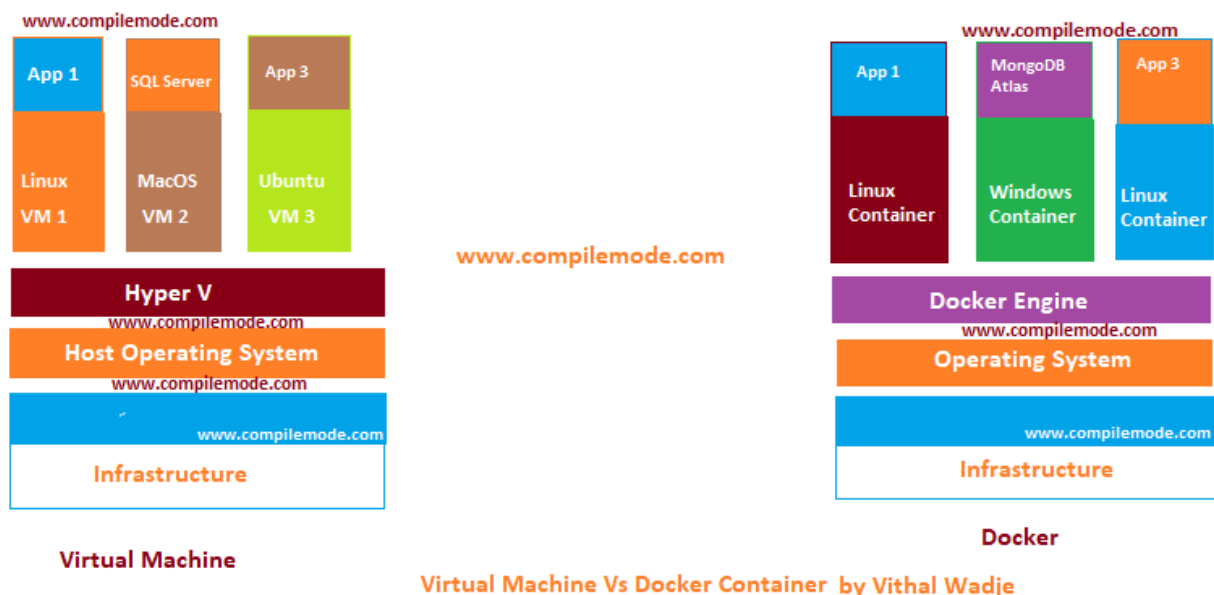 www.compilemode.com
App 1
SQL Server
App 3
Linux
VM 1
MacOS
VM 2
Ubuntu
VM 3
Hyper V
www.compilemode.com
Host Operating System
www.compilemode.com
www.compilemode.com
Infrastructure
Virtual Machine
www.compilemode.com
www.compilemode.com
App 1
MongoDB
Atlas
App 3
Linux
Container
Windows
Container
Linux
Container
Docker Engine
www.compilemode.com
Operating System
www.compilemode.com
Infrastructure
Docker
Virtual Machine Vs Docker Container by Vithal Wadje